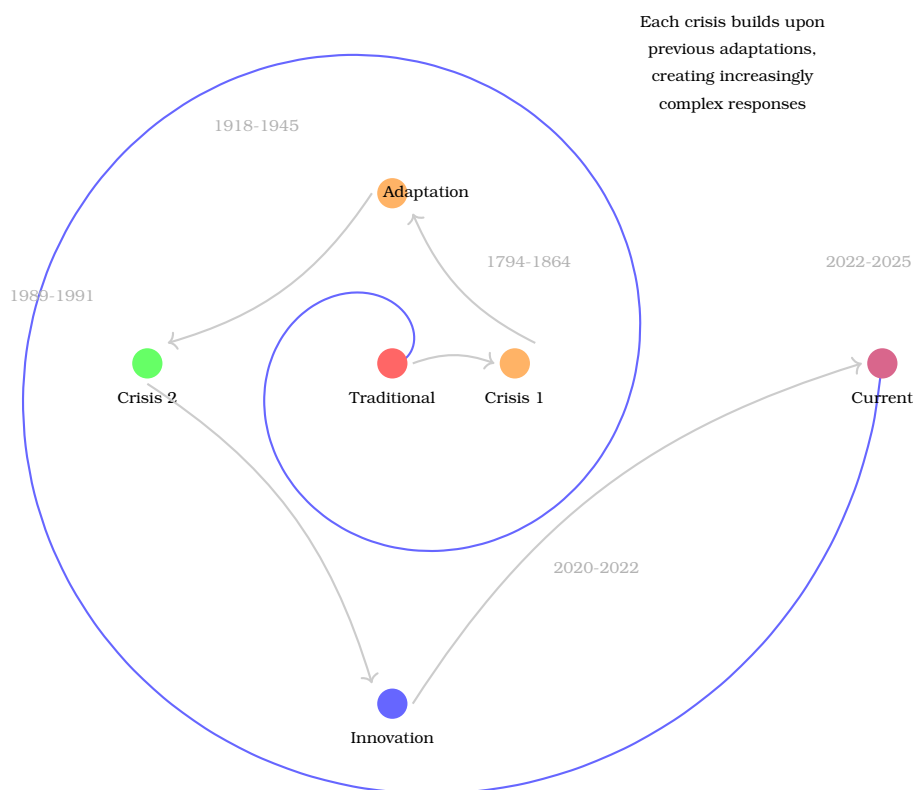 Each crisis builds upon
previous adaptations,
creating increasingly
complex responses
1918-1945
Adaptation
1794-1864
2022-2025
1989-1991
Crisis 2
Traditional
Crisis 1
Current
2020-2022
Innovation